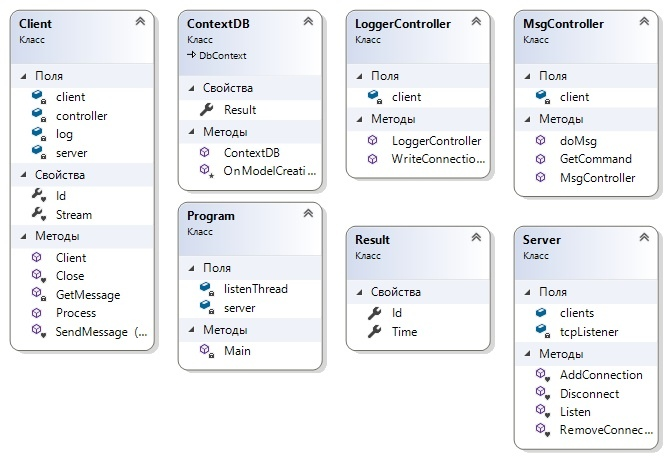 Client
Класс
Поля
client
controller
log
server
Свойства
Id
Stream
Методы
Client
Close
GetMessage
Process
SendMessage (...
ContextDB
Класс
DbContext
Свойства
Result
Методы
ContextDB
OnModelCreati...
LoggerController
Класс
Поля
client
Методы
LoggerController
WriteConnectio...
MsgController
Класс
Поля
client
Методы
doMsg
GetCommand
MsgController
Program
Класс
Поля
listenThread
server
Методы
Main
Result
Класс
Свойства
Id
Time
Server
Класс
Поля
clients
tcpListener
Методы
AddConnection
Disconnect
Listen
RemoveConnec...